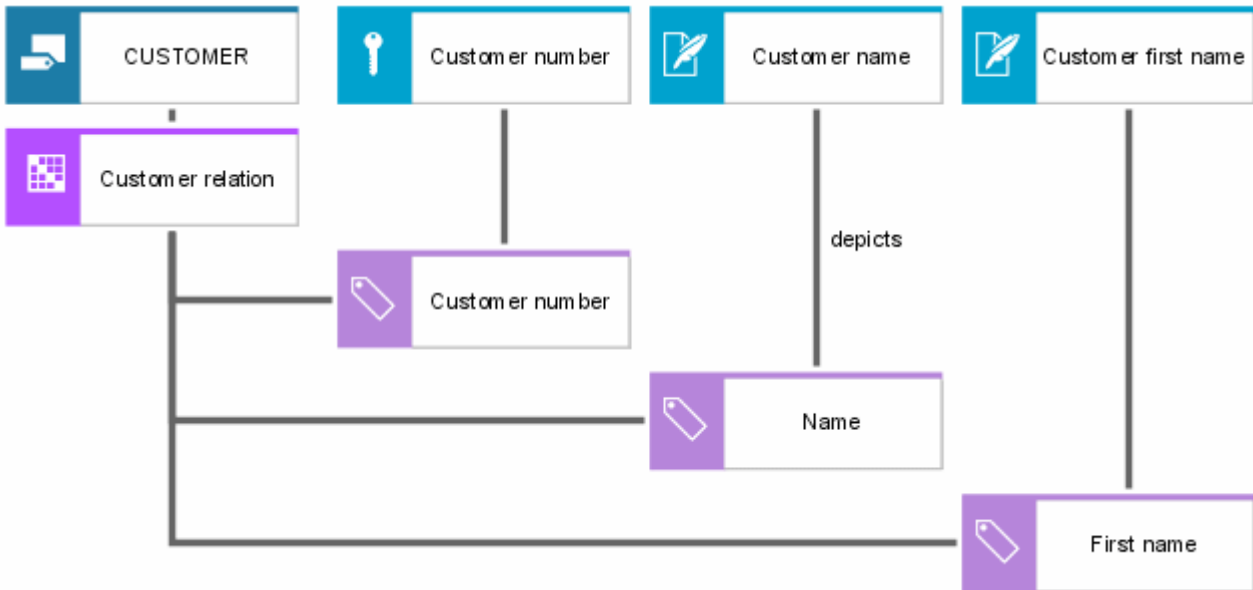 CUSTOMER
Customer number
Customer name
Customer first name
Customer relation
depicts
Customer number
Name
First name